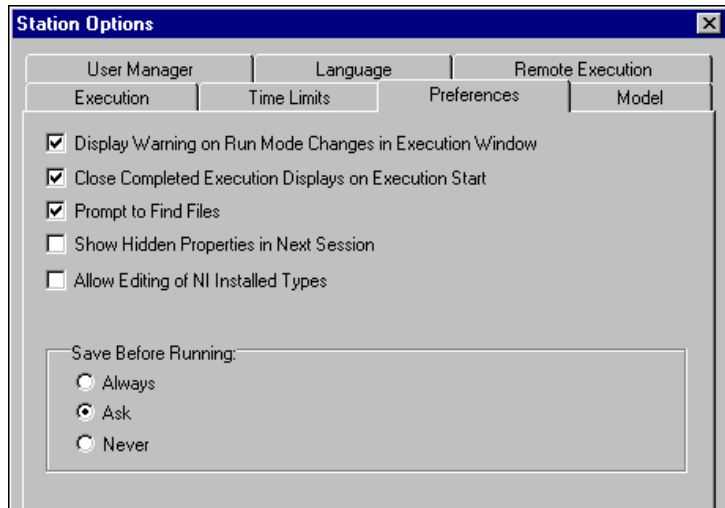 Station Options
User Manager Language Remote Execution
Execution Time Limits Preferences Model
Display Warning on Run Mode Changes in Execution Window
Close Completed Execution Displays on Execution Start
Prompt to Find Files
Show Hidden Properties in Next Session
Allow Editing of NI Installed Types
Save Before Running:
Always
Ask
Never